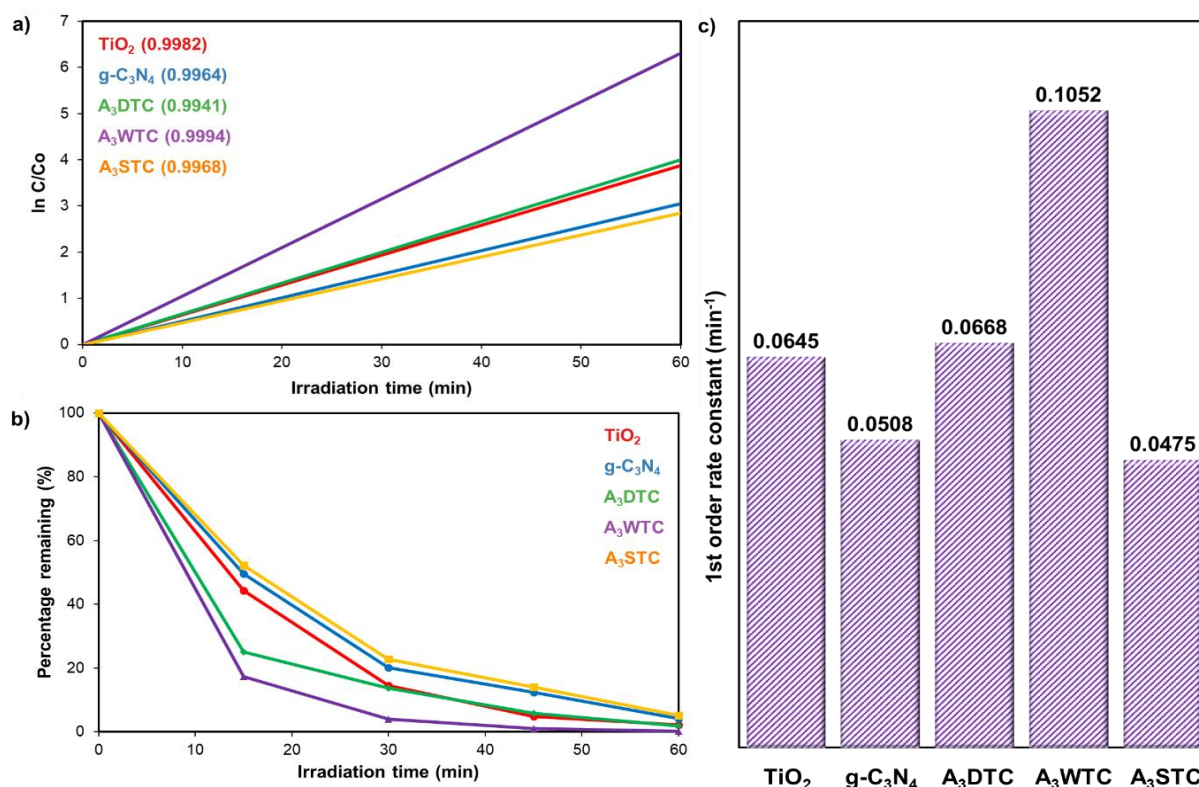 a)
7
6
5
4
3
2
1
0
ln C/Co
TiO₂ (0.9982)
g-C₃N₄ (0.9964)
A₃DTC (0.9941)
A₃WTC (0.9994)
A₃STC (0.9968)
0 10 20 30 40 50 60
Irradiation time (min)
b)
100
80
60
40
20
0
Percentage remaining (%)
TiO₂
g-C₃N₄
A₃DTC
A₃WTC
A₃STC
0 10 20 30 40 50 60
Irradiation time (min)
c)
1st order rate constant (min⁻¹)
0.0645
0.0508
0.0668
0.1052
0.0475
TiO₂ g-C₃N₄ A₃DTC A₃WTC A₃STC